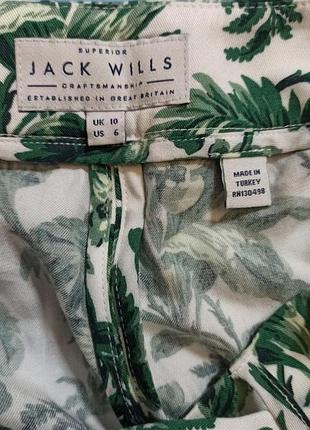 SUPERIOR
JACK WILLS
CRAFTSMANSHIP
ESTABLISHED IN GREAT BRITAIN
UK 10
US 6
MADE IN
TURKEY
RN130498